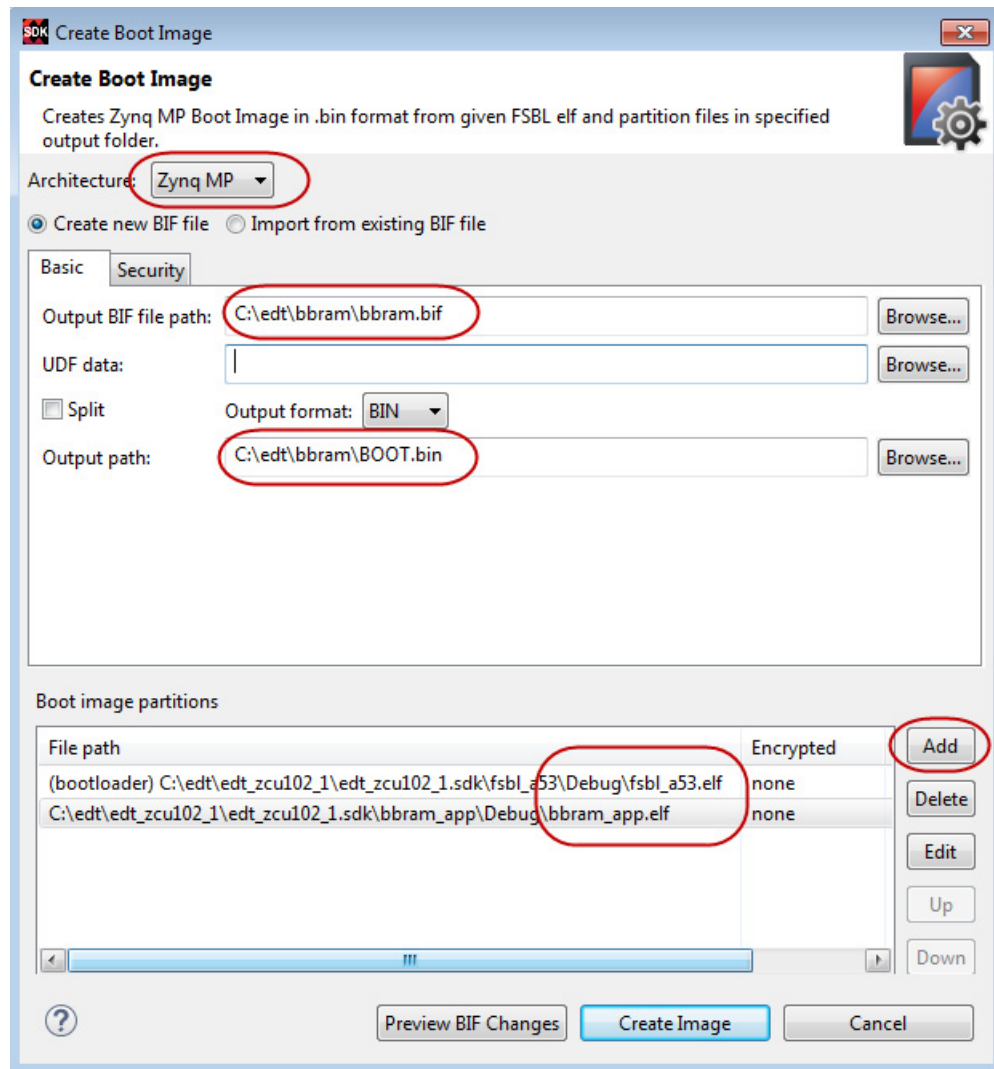 SDK Create Boot Image
Create Boot Image
Creates Zynq MP Boot Image in .bin format from given FSBL elf and partition files in specified
output folder.
Architecture: Zynq MP
Create new BIF file Import from existing BIF file
Basic Security
Output BIF file path: C:\edt\bbram\bbram.bif Browse...
UDF data: Browse...
Split Output format: BIN
Output path: C:\edt\bbram\BOOT.bin Browse...
Boot image partitions
File path Encrypted Add
(bootloader) C:\edt\edt_zcu102_1\edt_zcu102_1.sdk\fsbl_a53\Debug\fsbl_a53.elf none
C:\edt\edt_zcu102_1\edt_zcu102_1.sdk\bbram_app\Debug\bbram_app.elf none
Delete
Edit
Up
Down
? Preview BIF Changes Create Image Cancel